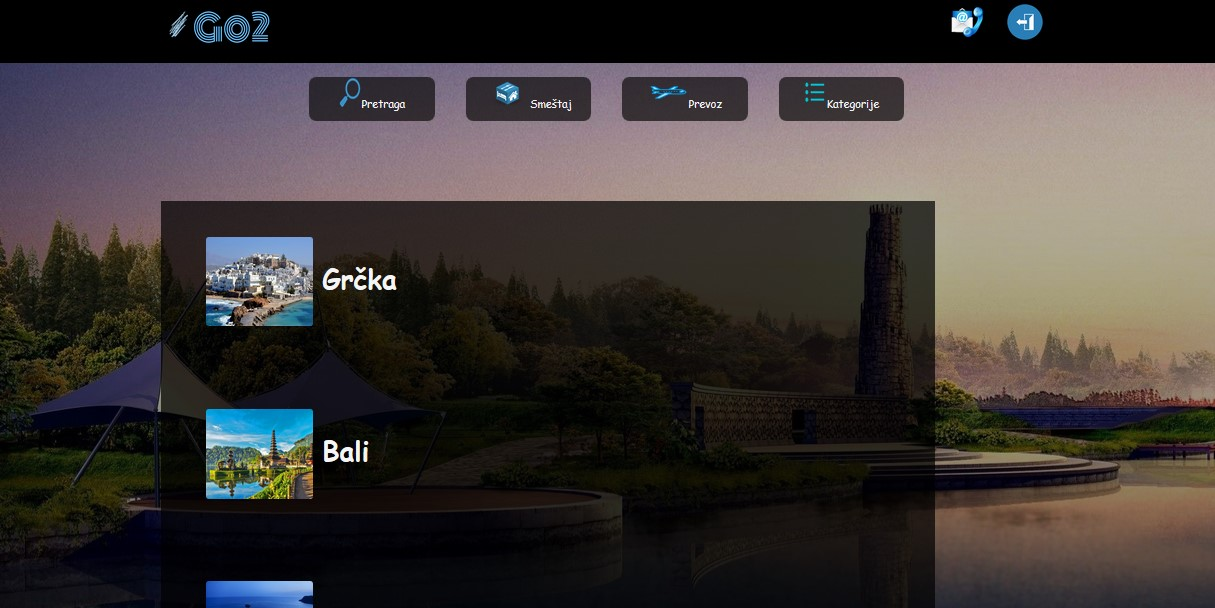 Go2
Pretraga
Smeštaj
Prevoz
Kategorije
Grčka
Bali